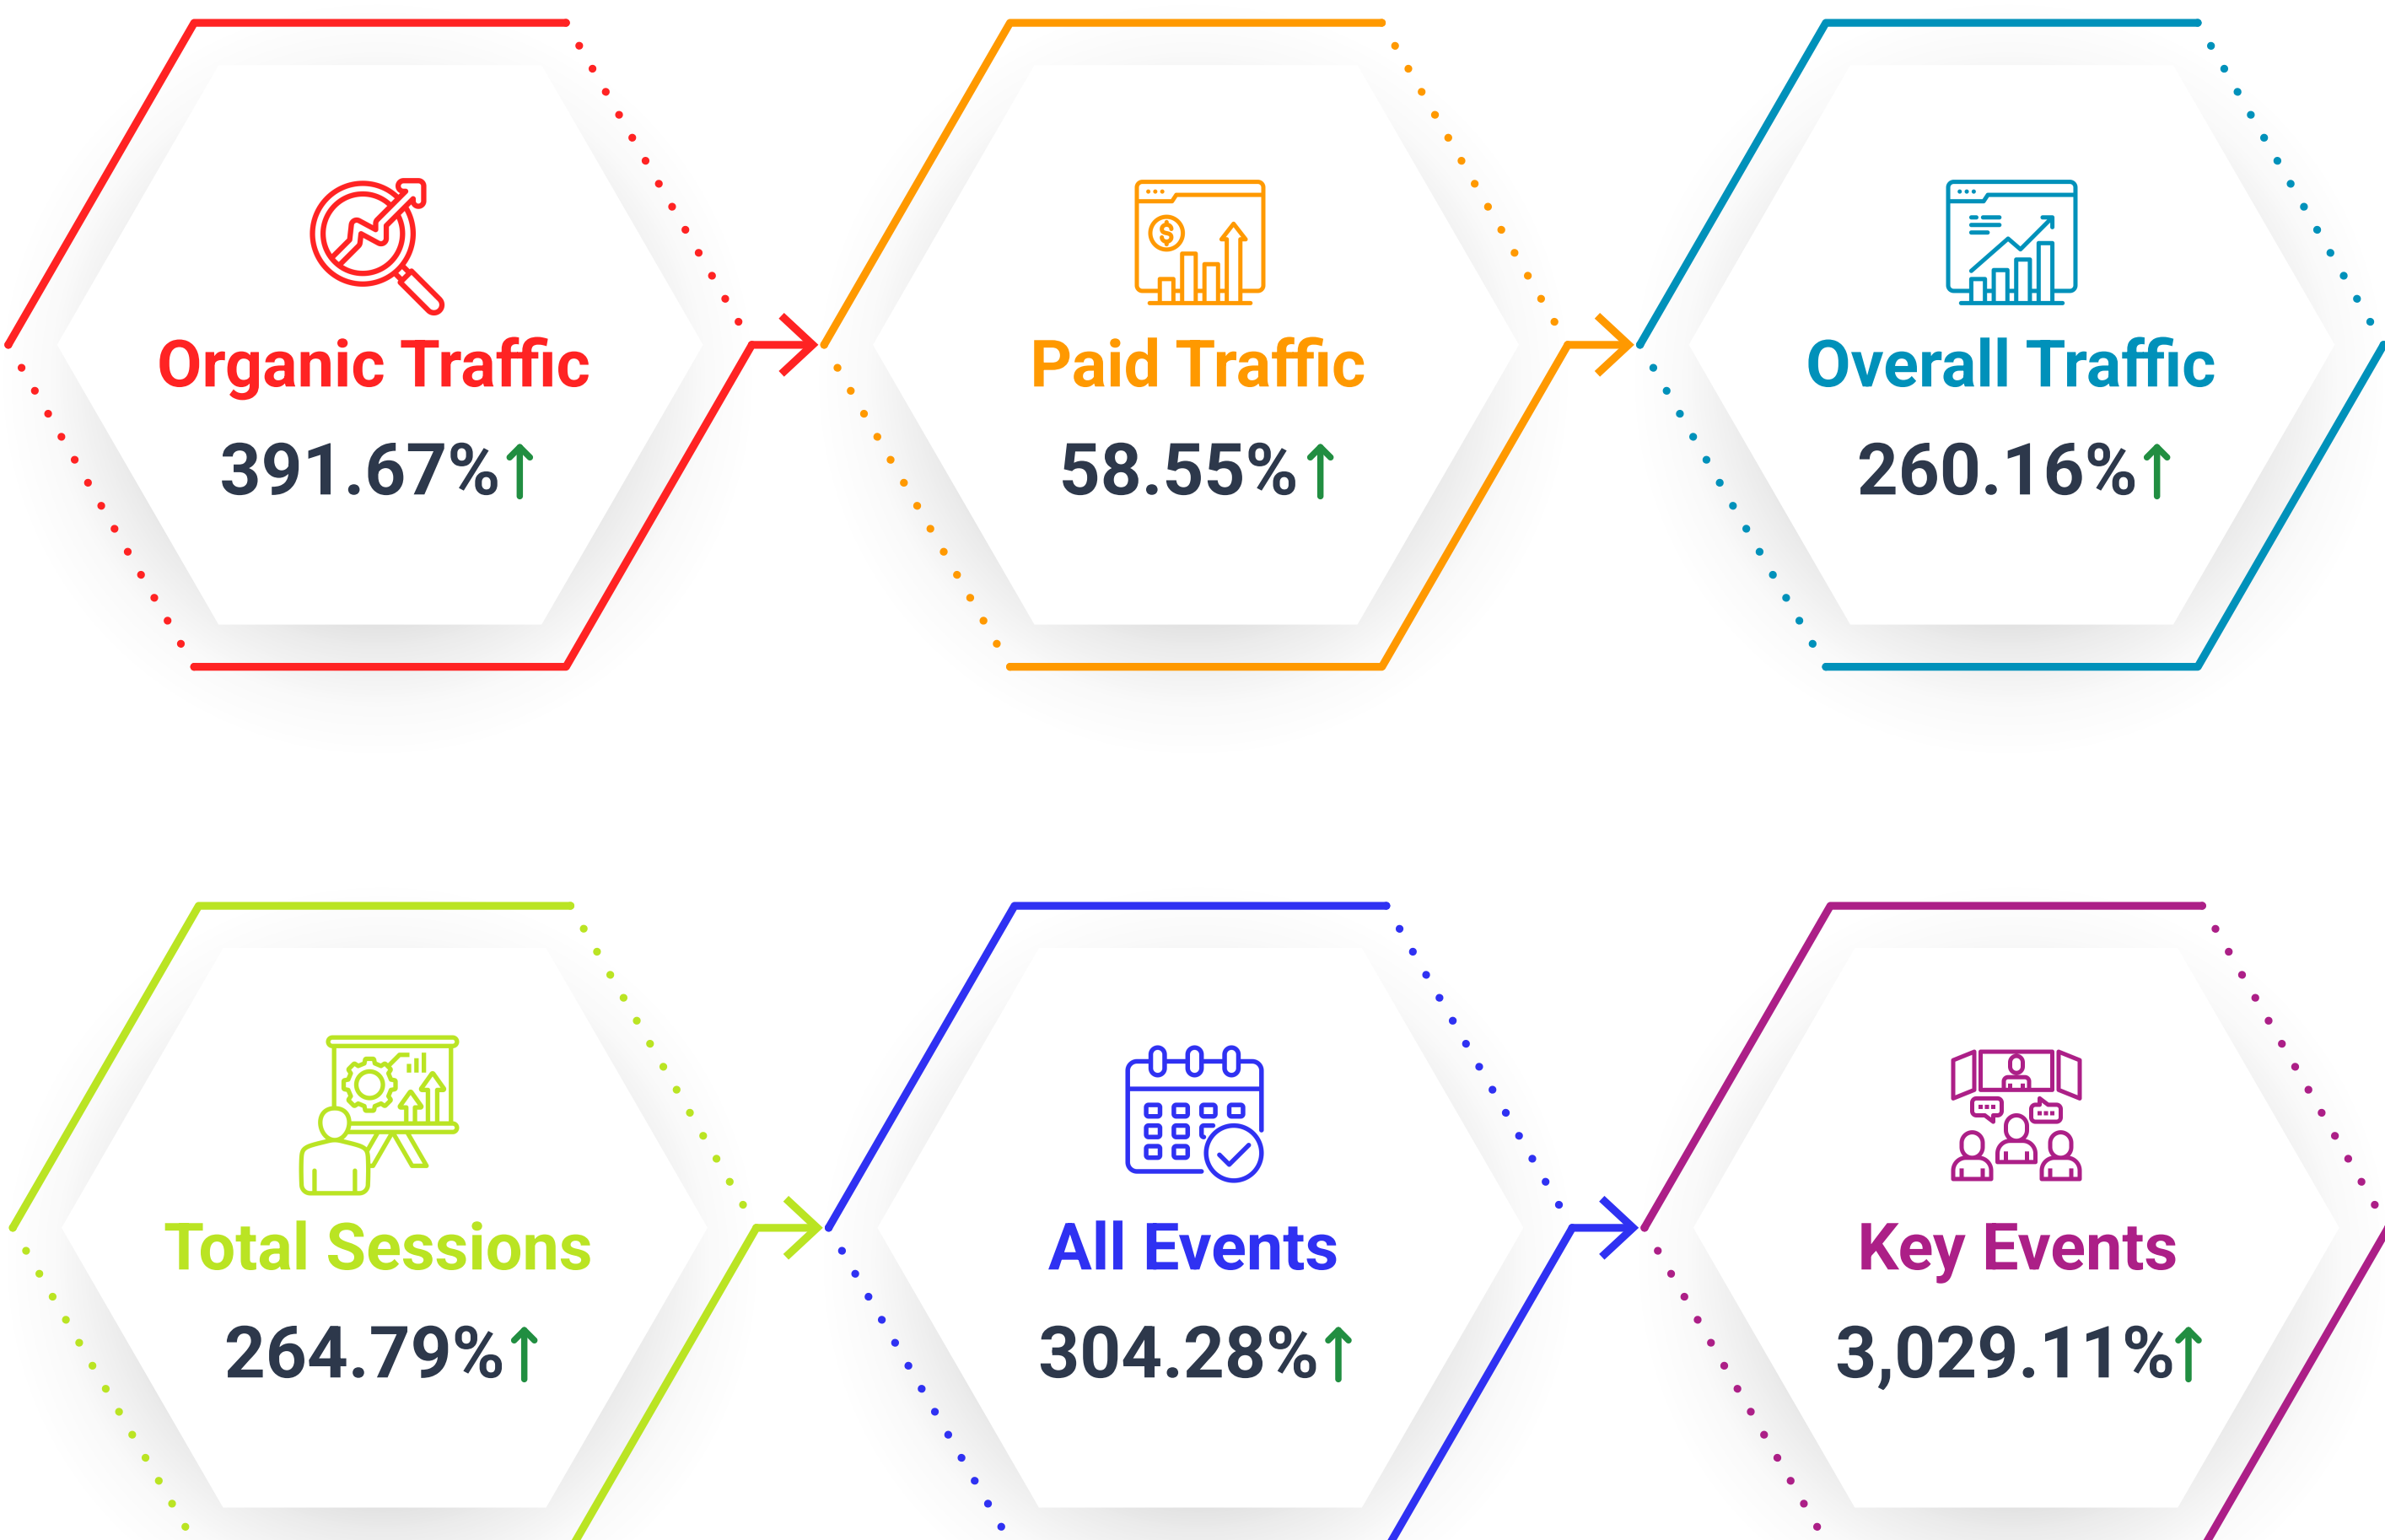 Organic Traffic
391.67%
Paid Traffic
58.55%
Overall Traffic
260.16%
Total Sessions
264.79%
All Events
304.28%
Key Events
3,029.11%